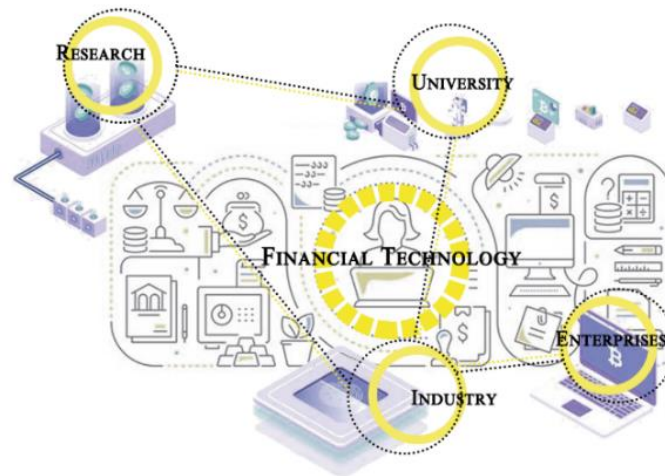 RESEARCH
UNIVERSITY
FINANCIAL TECHNOLOGY
ENTERPRISES
INDUSTRY